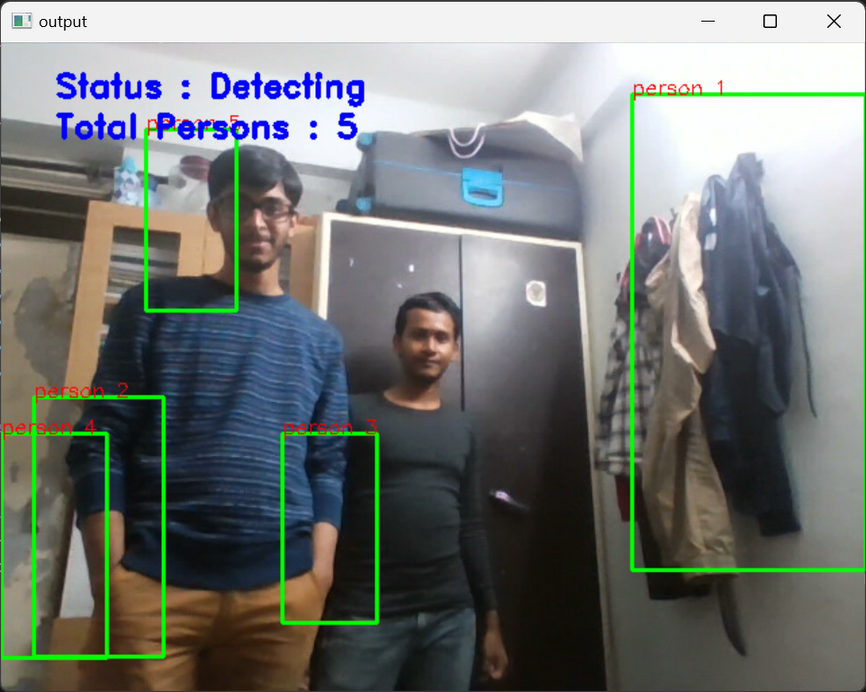 output
Status : Detecting
person 1
person 5
Total Persons : 5
person 2
person 4
person 3